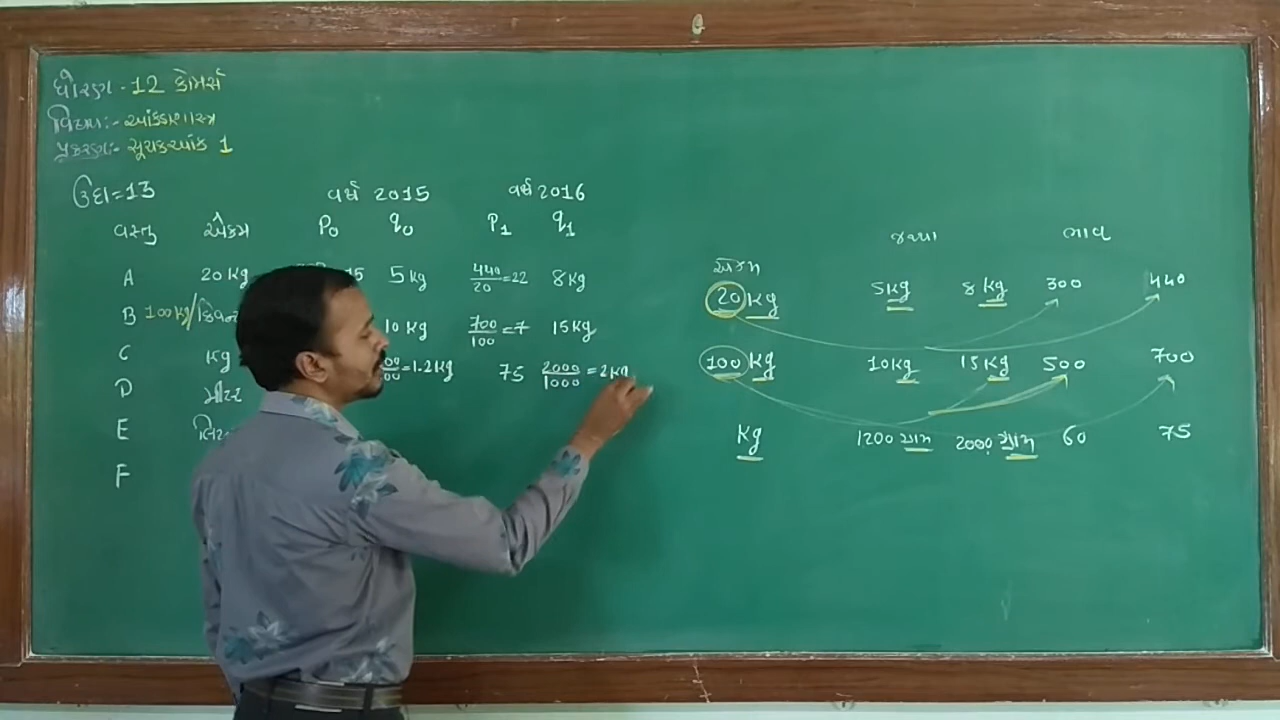 ધોરણ - 12 કોમર્સ
વિષય:- આંકડાશાસ્ત્ર
પ્રકરણ:- સૂચકઆંક 1
ઉદા=13
વર્ષ 2015 વર્ષ 2016
વસ્તુ એકમ P0 q0 P1 q1
A 20 kg 5 kg 440/20 = 22 8 kg
B 100 kg/ 10 kg 700/100 = 7 15 kg
C kg = 1.2 kg 75 2000/1000 = 2 kg
D મીટર
E
F
જથ્થો ભાવ
એકમ
20 kg 5 kg 8 kg 300 440
100 kg 10 kg 15 kg 500 700
kg 1200 ગ્રામ 2000 ગ્રામ 60 75